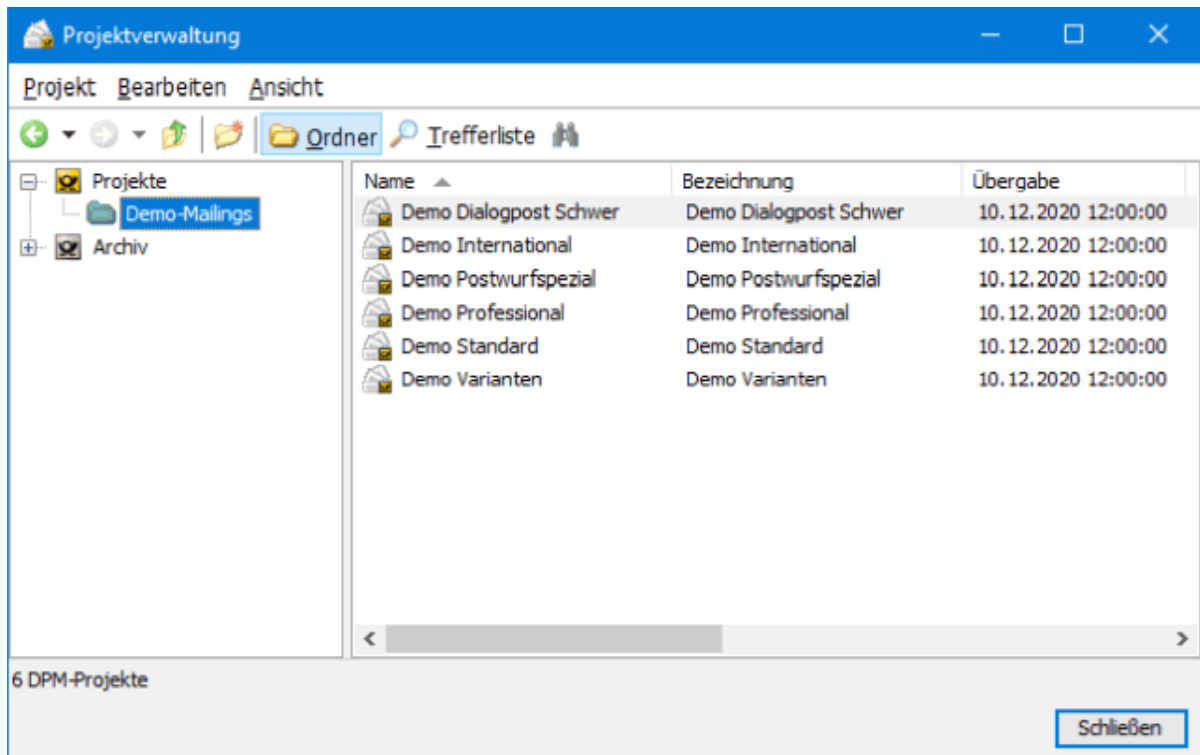 Projektverwaltung
Projekt Bearbeiten Ansicht
Ordner Trefferliste
Projekte
Demo-Mailings
Archiv
Name Bezeichnung Übergabe
Demo Dialogpost Schwer Demo Dialogpost Schwer 10.12.2020 12:00:00
Demo International Demo International 10.12.2020 12:00:00
Demo Postwurfspezial Demo Postwurfspezial 10.12.2020 12:00:00
Demo Professional Demo Professional 10.12.2020 12:00:00
Demo Standard Demo Standard 10.12.2020 12:00:00
Demo Varianten Demo Varianten 10.12.2020 12:00:00
6 DPM-Projekte
Schließen